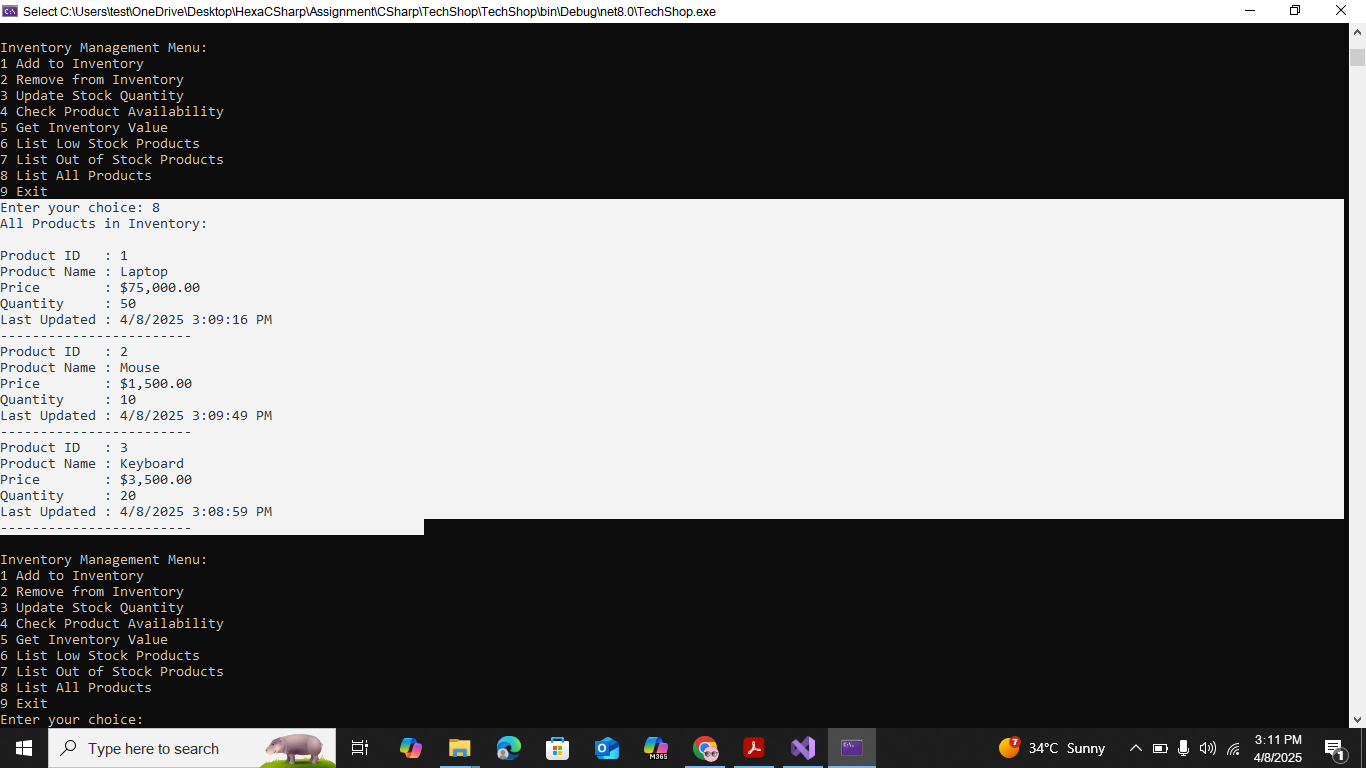 Select C:\Users\test\OneDrive\Desktop\HexaCSharp\Assignment\CSharp\TechShop\TechShop\bin\Debug\net8.0\TechShop.exe
Inventory Management Menu:
1 Add to Inventory
2 Remove from Inventory
3 Update Stock Quantity
4 Check Product Availability
5 Get Inventory Value
6 List Low Stock Products
7 List Out of Stock Products
8 List All Products
9 Exit
Enter your choice: 8
All Products in Inventory:
Product ID   : 1
Product Name : Laptop
Price        : $75,000.00
Quantity     : 50
Last Updated : 4/8/2025 3:09:16 PM
------------------------
Product ID   : 2
Product Name : Mouse
Price        : $1,500.00
Quantity     : 10
Last Updated : 4/8/2025 3:09:49 PM
------------------------
Product ID   : 3
Product Name : Keyboard
Price        : $3,500.00
Quantity     : 20
Last Updated : 4/8/2025 3:08:59 PM
------------------------
Inventory Management Menu:
1 Add to Inventory
2 Remove from Inventory
3 Update Stock Quantity
4 Check Product Availability
5 Get Inventory Value
6 List Low Stock Products
7 List Out of Stock Products
8 List All Products
9 Exit
Enter your choice:
Type here to search
M365
7
34°C Sunny
3:11 PM
4/8/2025
1